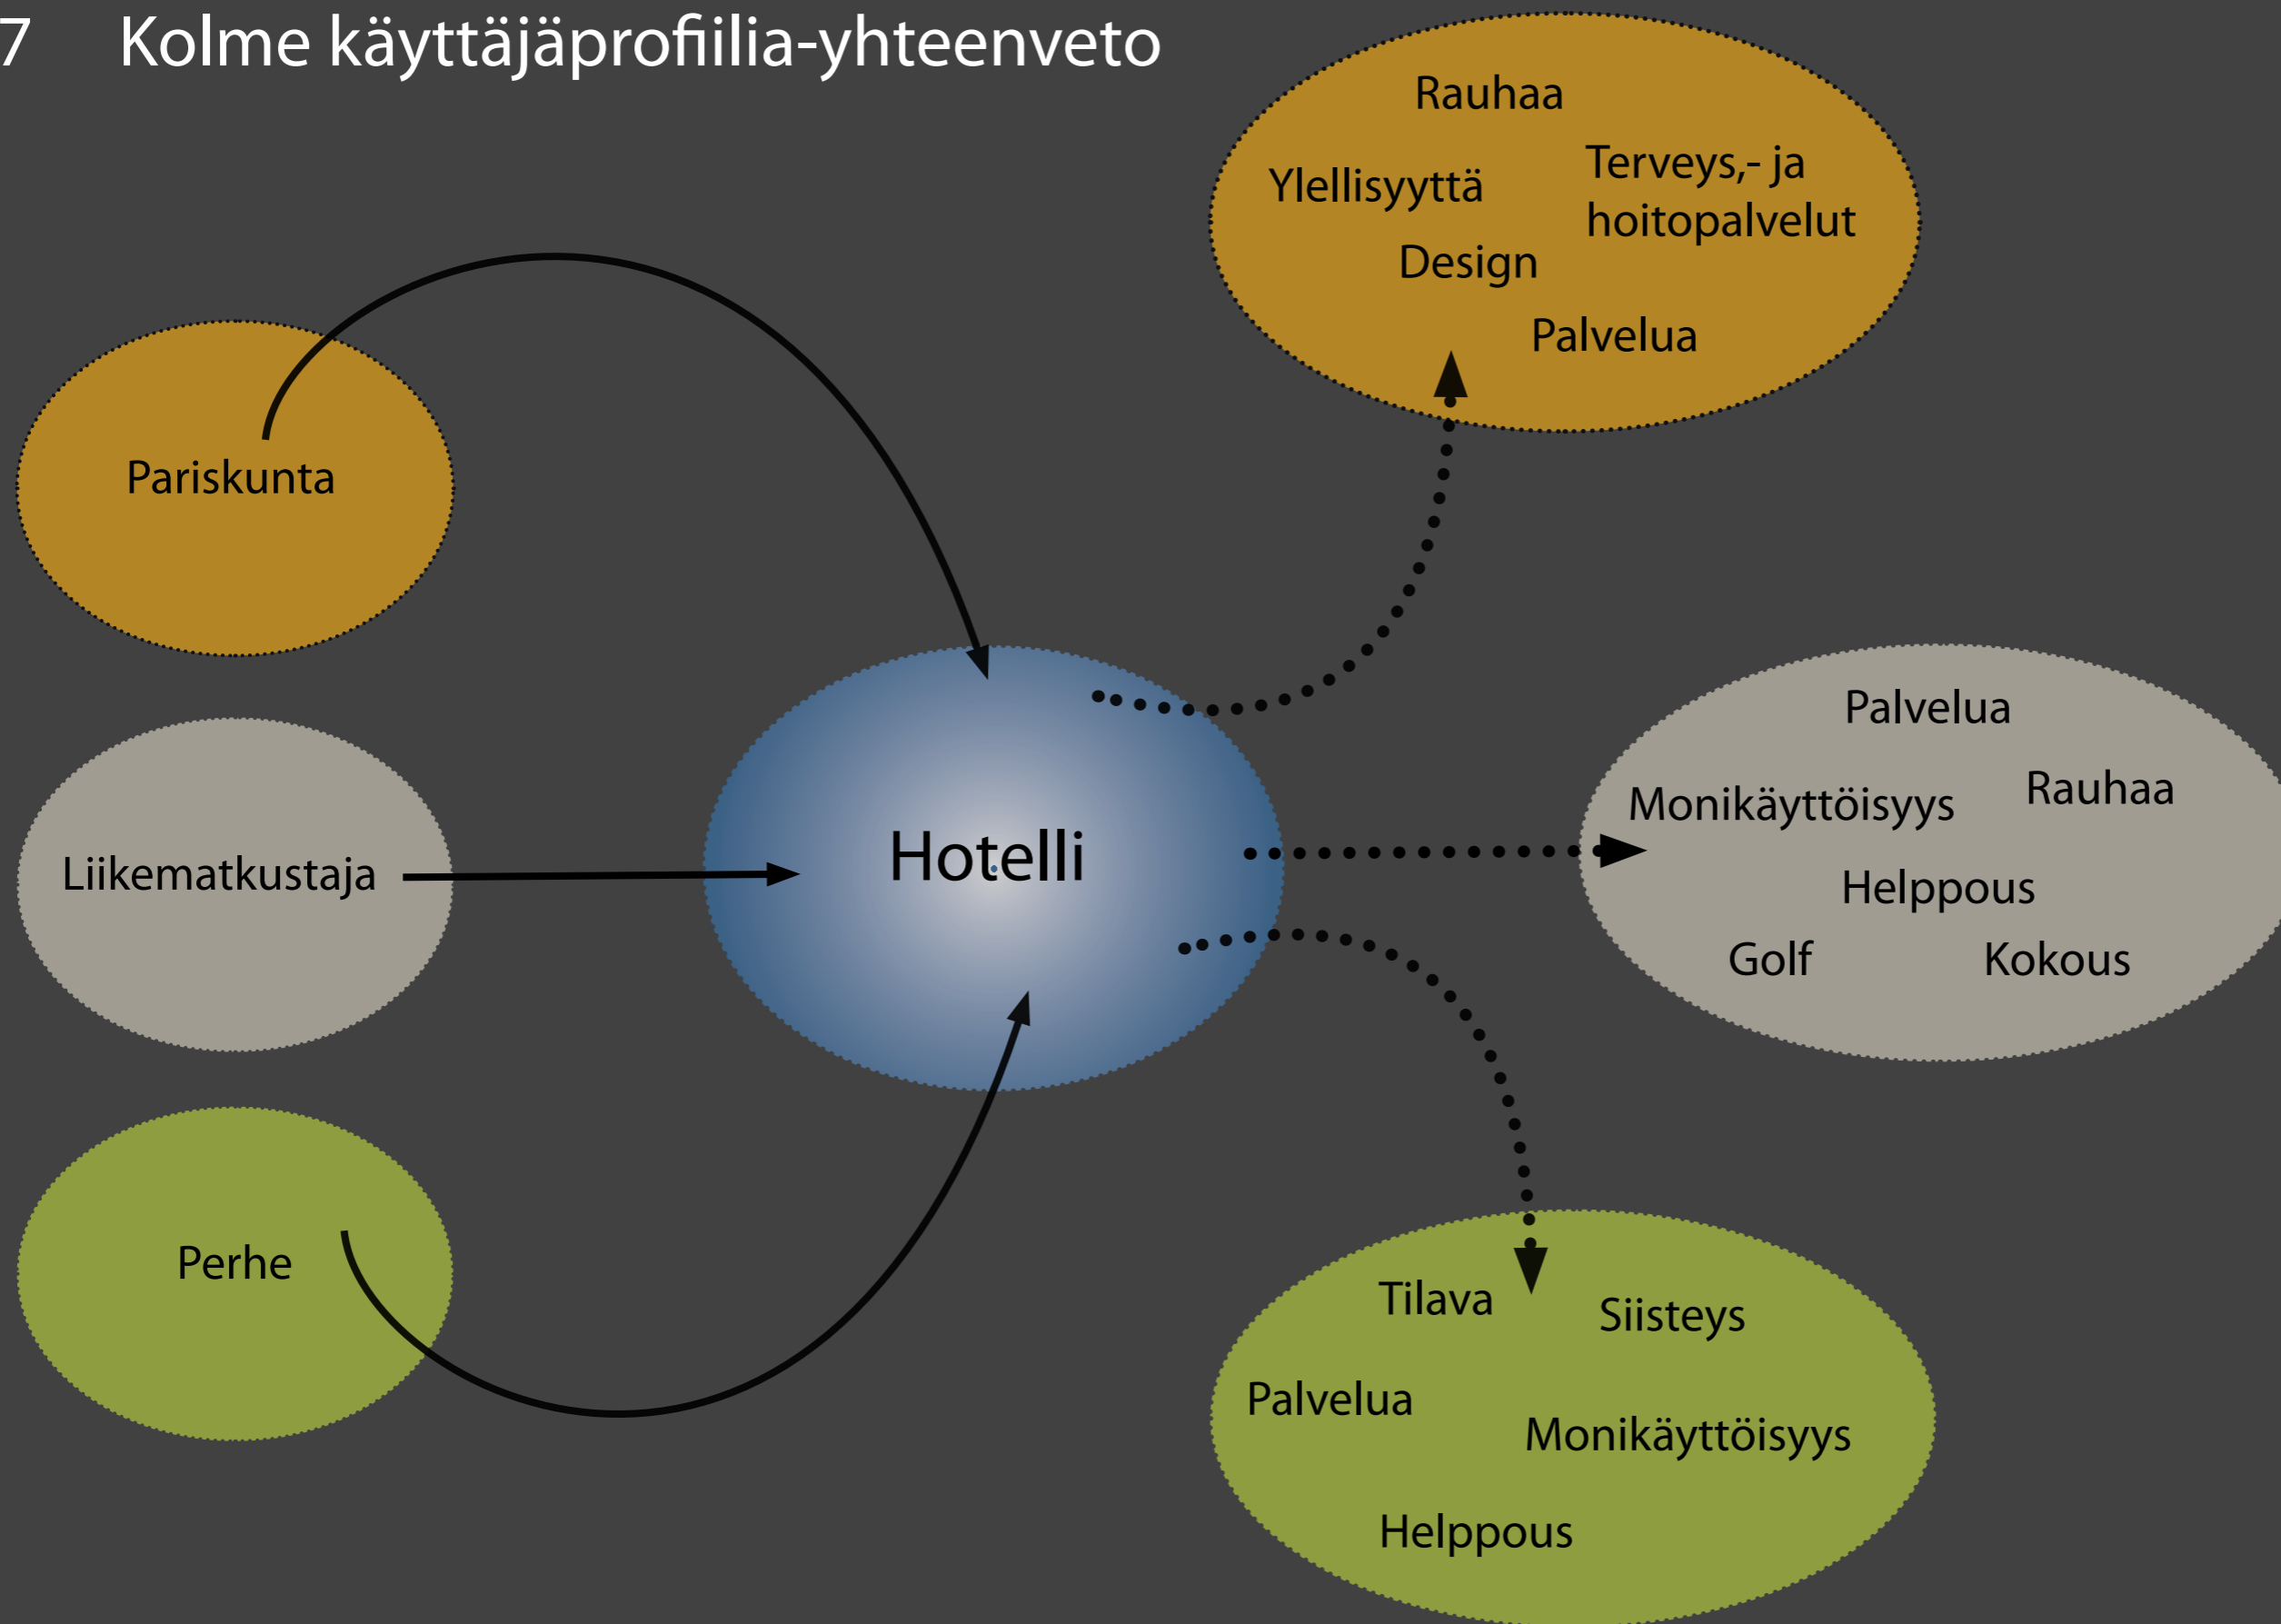 7 Kolme käyttäjäprofiilia-yhteenveto
Rauhaa
Ylellisyyttä
Terveys,- ja
hoitopalvelut
Design
Palvelua
Pariskunta
Liikematkustaja
Perhe
Hotelli
Palvelua
Monikäyttöisyys
Rauhaa
Helppous
Golf
Kokous
Tilava
Siisteys
Palvelua
Monikäyttöisyys
Helppous